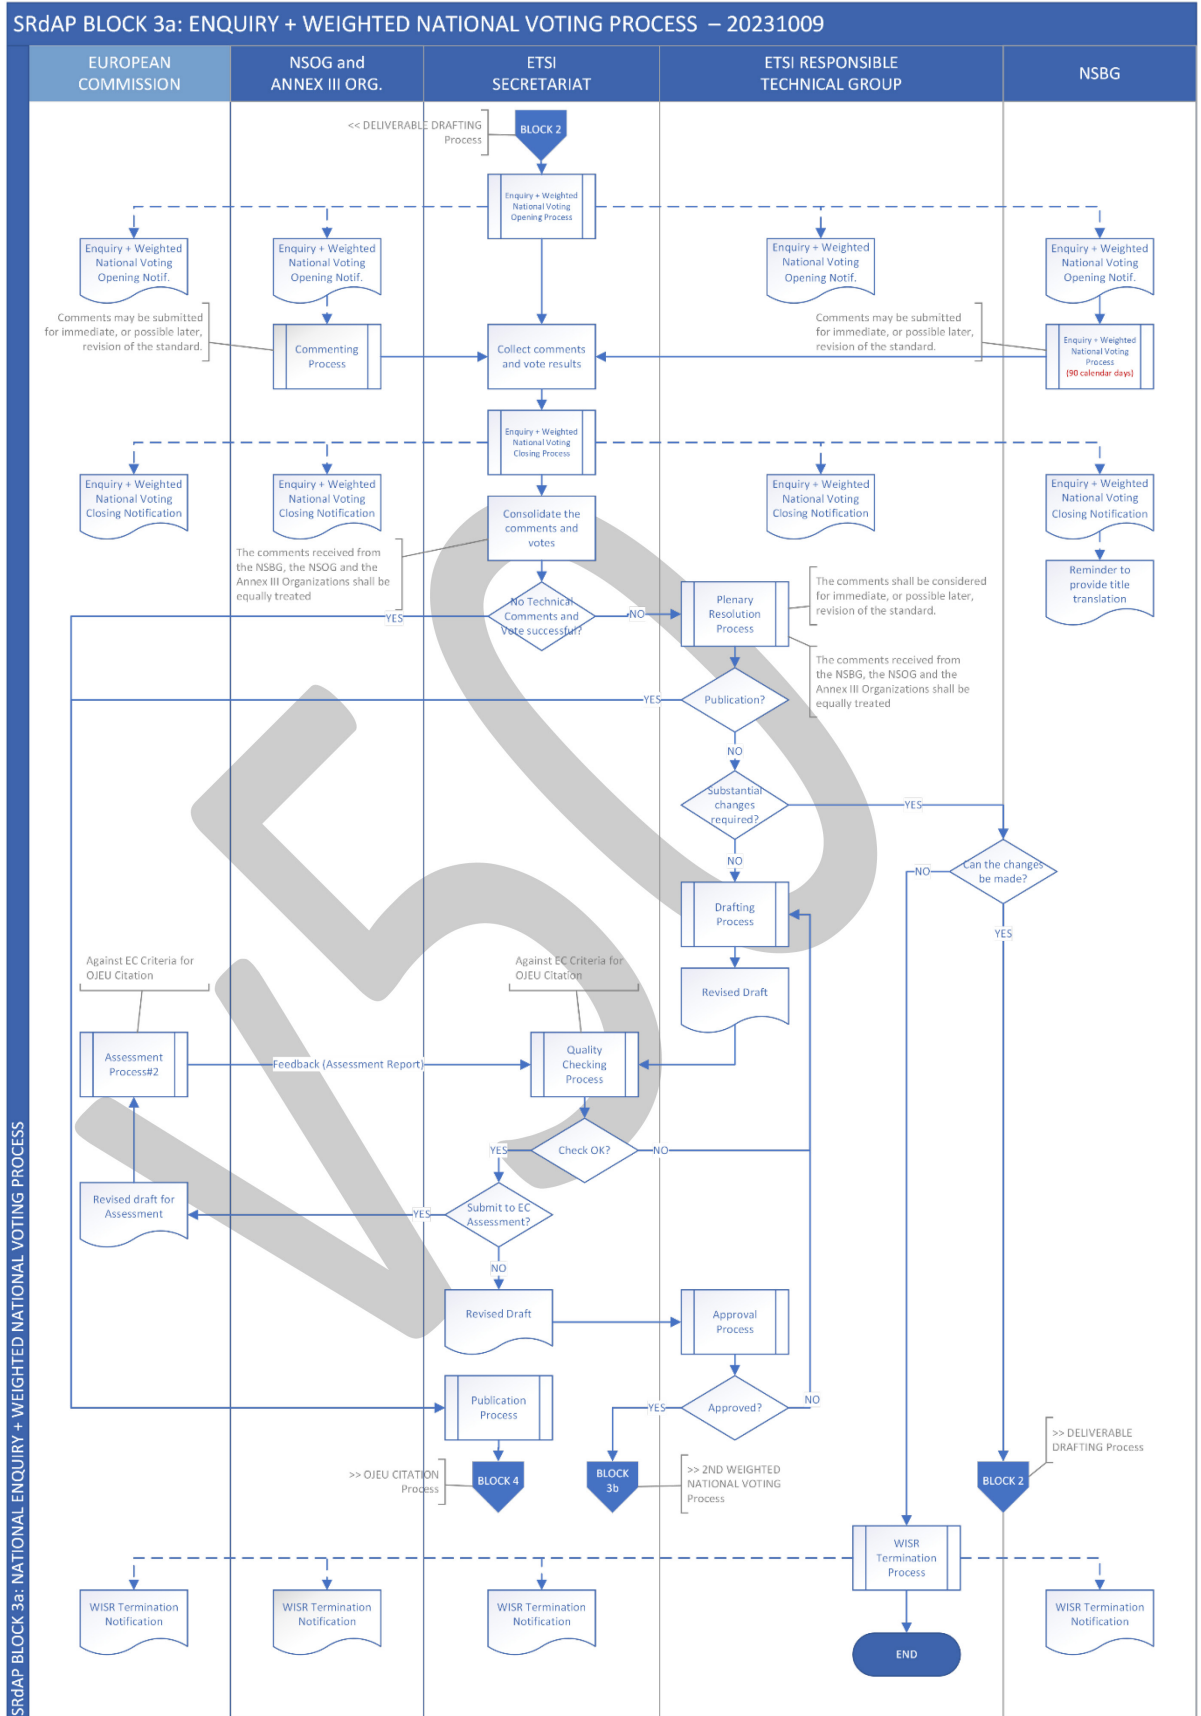 SRdAP BLOCK 3a: ENQUIRY + WEIGHTED NATIONAL VOTING PROCESS – 20231009
EUROPEAN
COMMISSION
NSOG and
ANNEX III ORG.
ETSI
SECRETARIAT
ETSI RESPONSIBLE
TECHNICAL GROUP
NSBG
<< DELIVERABLE DRAFTING
Process
BLOCK 2
Enquiry + Weighted
National Voting
Opening Process
Enquiry + Weighted
National Voting
Opening Notif.
Enquiry + Weighted
National Voting
Opening Notif.
Enquiry + Weighted
National Voting
Opening Notif.
Enquiry + Weighted
National Voting
Opening Notif.
Comments may be submitted
for immediate, or possible later,
revision of the standard.
Commenting
Process
Collect comments
and vote results
Comments may be submitted
for immediate, or possible later,
revision of the standard.
Enquiry + Weighted
National Voting
Process
(90 calendar days)
Enquiry + Weighted
National Voting
Closing Process
Enquiry + Weighted
National Voting
Closing Notification
Enquiry + Weighted
National Voting
Closing Notification
Enquiry + Weighted
National Voting
Closing Notification
Enquiry + Weighted
National Voting
Closing Notification
Consolidate the
comments and
votes
The comments received from
the NSBG, the NSOG and the
Annex III Organizations shall be
equally treated
Reminder to
provide title
translation
No Technical
Comments and
Vote successful?
YES
NO
Plenary
Resolution
Process
The comments shall be considered
for immediate, or possible later,
revision of the standard.
The comments received from
the NSBG, the NSOG and the
Annex III Organizations shall be
equally treated
Publication?
YES
NO
Substantial
changes
required?
YES
NO
Can the changes
be made?
NO
YES
Drafting
Process
Revised Draft
Against EC Criteria for
OJEU Citation
Against EC Criteria for
OJEU Citation
Assessment
Process#2
Feedback (Assessment Report)
Quality
Checking
Process
Check OK?
YES
NO
Revised draft for
Assessment
YES
Submit to EC
Assessment?
NO
Revised Draft
Approval
Process
Publication
Process
YES
Approved?
NO
>> OJEU CITATION
Process
BLOCK 4
BLOCK
3b
>> 2ND WEIGHTED
NATIONAL VOTING
Process
BLOCK 2
>> DELIVERABLE
DRAFTING Process
WISR
Termination
Process
WISR Termination
Notification
WISR Termination
Notification
WISR Termination
Notification
WISR Termination
Notification
END
SRdAP BLOCK 3a: NATIONAL ENQUIRY + WEIGHTED NATIONAL VOTING PROCESS
V50